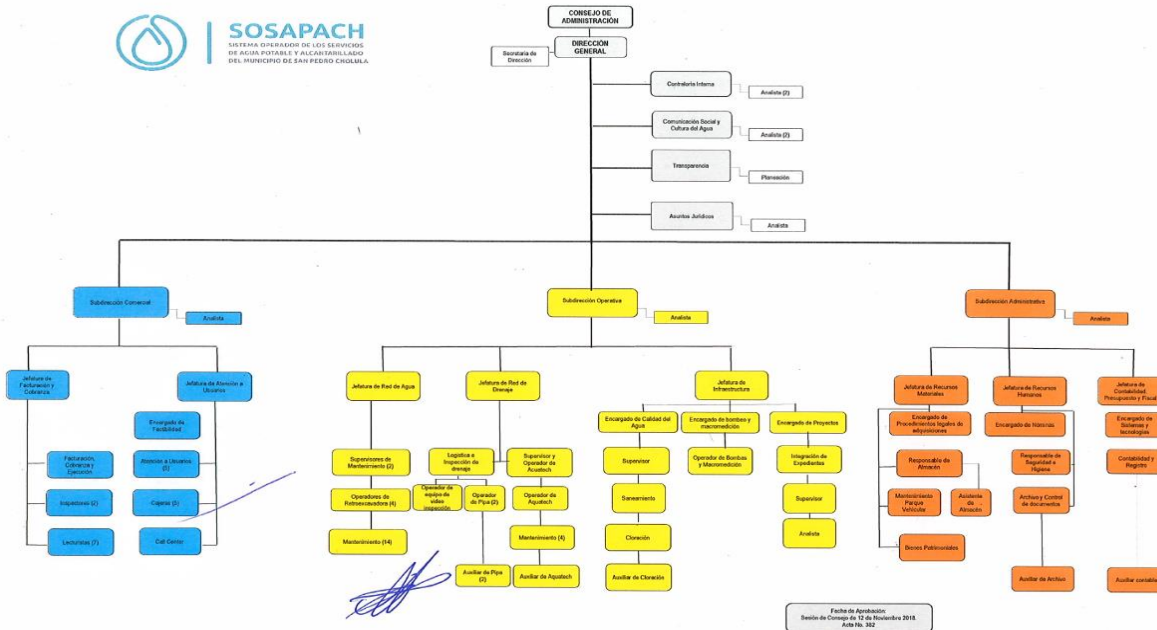 SOSAPACH
SISTEMA OPERADOR DE LOS SERVICIOS
DE AGUA POTABLE Y ALCANTARILLADO
DEL MUNICIPIO DE SAN PEDRO CHOLULA
CONSEJO DE
ADMINISTRACIÓN
DIRECCIÓN
GENERAL
Secretaria de
Dirección
Contraloría Interna
Analista (2)
Comunicación Social y
Cultura del Agua
Analista (2)
Transparencia
Planeación
Asuntos Jurídicos
Analista
Subdirección Comercial
Analista
Subdirección Operativa
Analista
Subdirección Administrativa
Analista
Jefatura de
Facturación y
Cobranza
Jefatura de Atención a
Usuarios
Encargado de
Factibilidad
Facturación,
Cobranza y
Ejecución
Atención a Usuarios
Inspectores (2)
Cajeras (5)
Lecturistas (7)
Call Center
Jefatura de Red de Agua
Jefatura de Red de
Drenaje
Jefatura de
Infraestructura
Supervisores de
Mantenimiento (2)
Operadores de
Retroexcavadora (4)
Mantenimiento (14)
Logística e
Inspección de
drenaje
Supervisor y
Operador de
Acuatech
Operador de
equipo de
video
inspección
Operador
de Pipa (2)
Operador de
Aquatech
Mantenimiento (4)
Auxiliar de Pipa
(2)
Auxiliar de Aquatech
Encargado de Calidad del
Agua
Encargado de bombas y
macromedición
Encargado de Proyectos
Supervisor
Operador de Bombas
y Macromedición
Integración de
Expedientes
Saneamiento
Supervisor
Cloración
Analista
Auxiliar de Cloración
Jefatura de Recursos
Materiales
Jefatura de Recursos
Humanos
Jefatura de
Contabilidad,
Presupuesto y Fiscal
Encargado de
Procedimientos legales de
adquisiciones
Encargado de Nóminas
Encargado de
Sistemas y
tecnologías
Responsable de
Almacén
Responsable de
Seguridad e
Higiene
Contabilidad y
Registro
Mantenimiento
Parque
Vehicular
Asistente de
Almacén
Archivo y Control
de documentos
Bienes Patrimoniales
Auxiliar de Archivo
Auxiliar contable
Fecha de Aprobación:
Sesión de Consejo de 12 de Noviembre 2018.
Acta No. 382